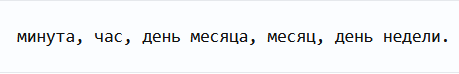 минута, час, день месяца, месяц, день недели.